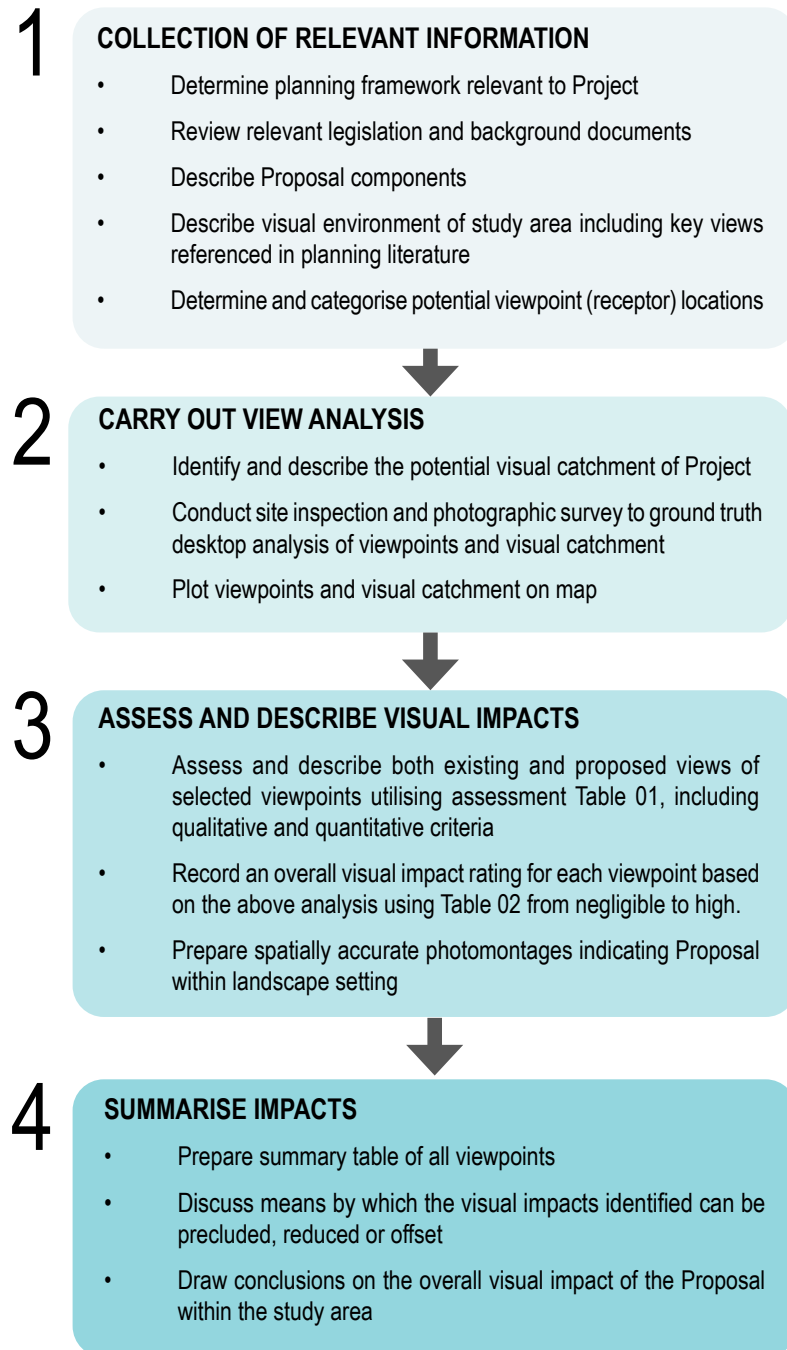 1
COLLECTION OF RELEVANT INFORMATION
• Determine planning framework relevant to Project
• Review relevant legislation and background documents
• Describe Proposal components
• Describe visual environment of study area including key views
referenced in planning literature
• Determine and categorise potential viewpoint (receptor) locations
2
CARRY OUT VIEW ANALYSIS
• Identify and describe the potential visual catchment of Project
• Conduct site inspection and photographic survey to ground truth
desktop analysis of viewpoints and visual catchment
• Plot viewpoints and visual catchment on map
3
ASSESS AND DESCRIBE VISUAL IMPACTS
• Assess and describe both existing and proposed views of
selected viewpoints utilising assessment Table 01, including
qualitative and quantitative criteria
• Record an overall visual impact rating for each viewpoint based
on the above analysis using Table 02 from negligible to high.
• Prepare spatially accurate photomontages indicating Proposal
within landscape setting
4
SUMMARISE IMPACTS
• Prepare summary table of all viewpoints
• Discuss means by which the visual impacts identified can be
precluded, reduced or offset
• Draw conclusions on the overall visual impact of the Proposal
within the study area